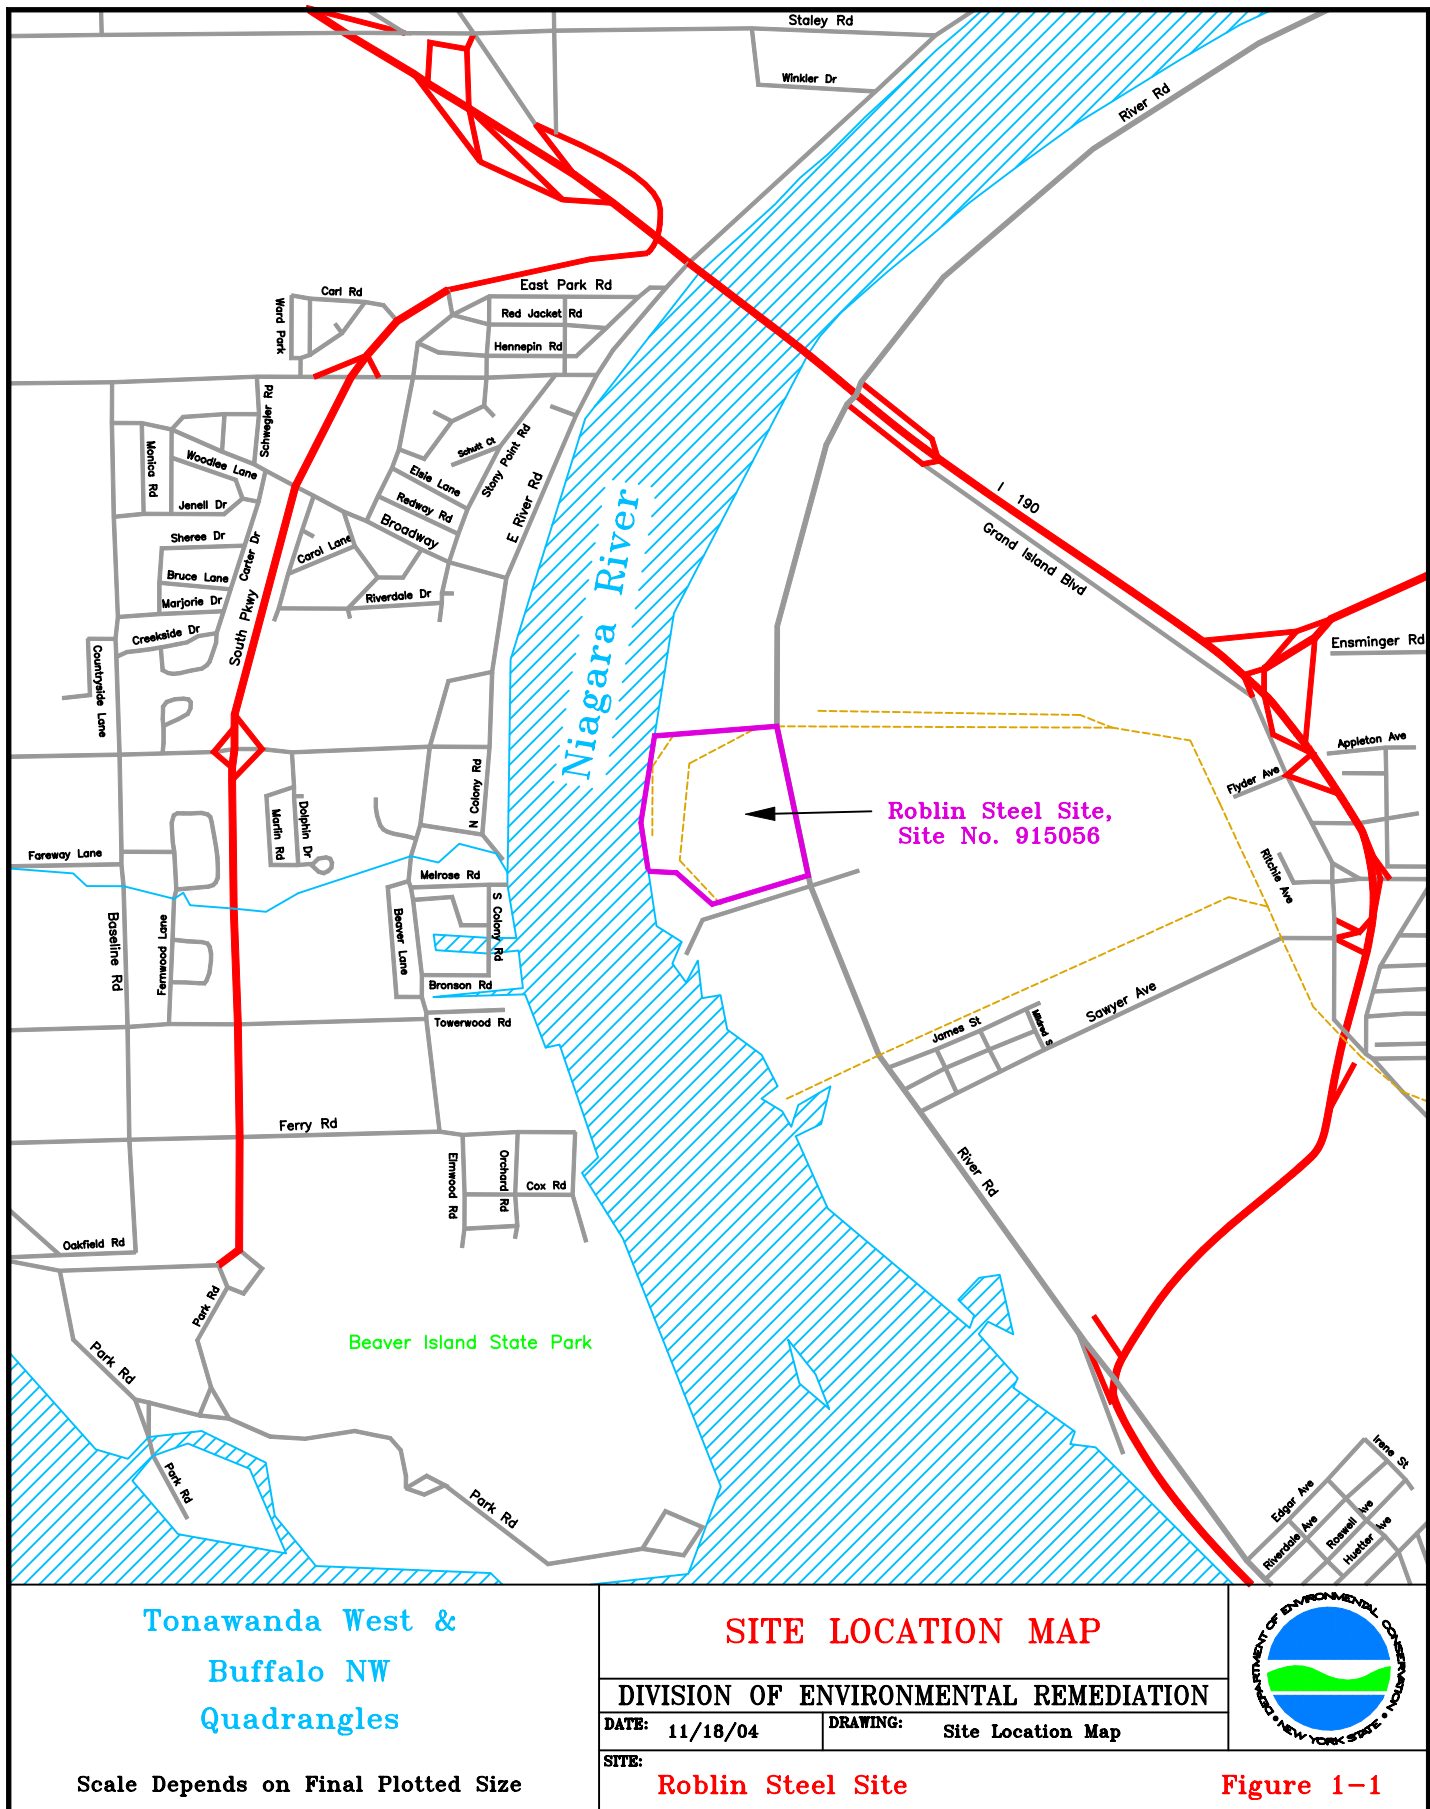 Staley Rd
Winkler Dr
River Rd
East Park Rd
Carl Rd
Ward Park
Red Jacket Rd
Hennepin Rd
Schwegler Rd
Monica Rd
Woodlee Lane
Schutt Ct
Stony Point Rd
Elsie Lane
Redway Rd
E River Rd
Jenell Dr
Broadway
I 190
Grand Island Blvd
Sheree Dr
Carter Dr
Carol Lane
Bruce Lane
Marjorie Dr
Riverdale Dr
Creekside Dr
South Pkwy
Countryside Lane
Niagara River
Ensminger Rd
Appleton Ave
Flyder Ave
N Colony Rd
Marlin Rd
Dolphin Dr
Roblin Steel Site,
Site No. 915056
Fareway Lane
Ritchie Ave
Melrose Rd
Baseline Rd
Fernwood Lane
Beaver Lane
S Colony Rd
Bronson Rd
Towerwood Rd
James St
Mildred S
Sawyer Ave
Ferry Rd
Elmwood Rd
Orchard Rd
Cox Rd
River Rd
Oakfield Rd
Park Rd
Park Rd
Beaver Island State Park
Park Rd
Park Rd
Irene St
Edgar Ave
Riverdale Ave
Roswell Ave
Huetter Ave
Tonawanda West &
Buffalo NW
Quadrangles
Scale Depends on Final Plotted Size
SITE LOCATION MAP
DIVISION OF ENVIRONMENTAL REMEDIATION
DATE: 11/18/04
DRAWING: Site Location Map
SITE:
Roblin Steel Site
Figure 1-1
DEPARTMENT OF ENVIRONMENTAL CONSERVATION
• NEW YORK STATE •